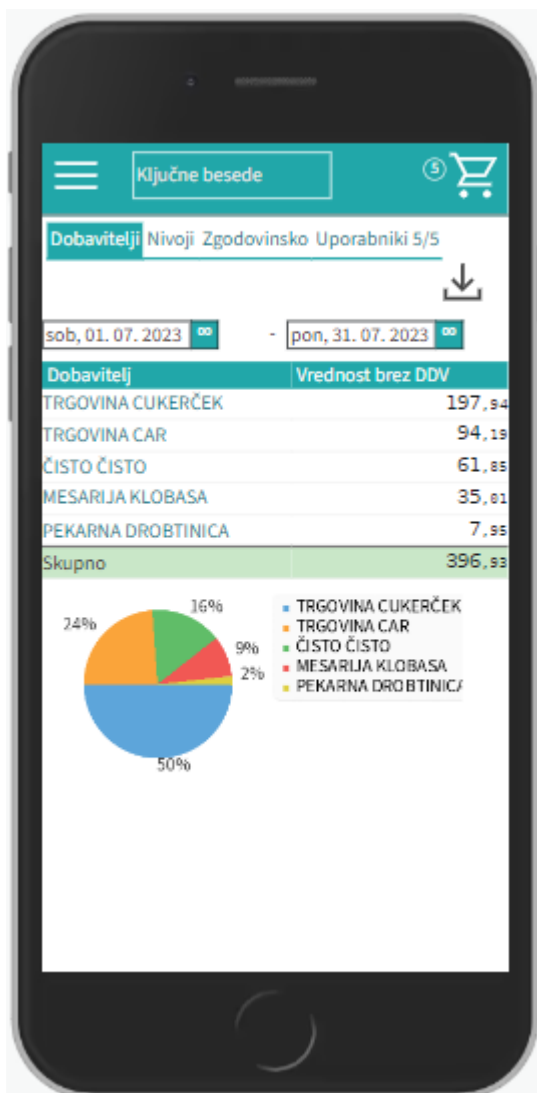 Ključne besede 5
Dobavitelji Nivoji Zgodovinsko Uporabniki 5/5
sob, 01. 07. 2023 - pon, 31. 07. 2023
Dobavitelj Vrednost brez DDV
TRGOVINA CUKERČEK 197,94
TRGOVINA CAR 94,19
ČISTO ČISTO 61,85
MESARIJA KLOBASA 35,01
PEKARNA DROBTINICA 7,95
Skupno 396,93
16%
24%
9%
2%
50%
TRGOVINA CUKERČEK
TRGOVINA CAR
ČISTO ČISTO
MESARIJA KLOBASA
PEKARNA DROBTINICA